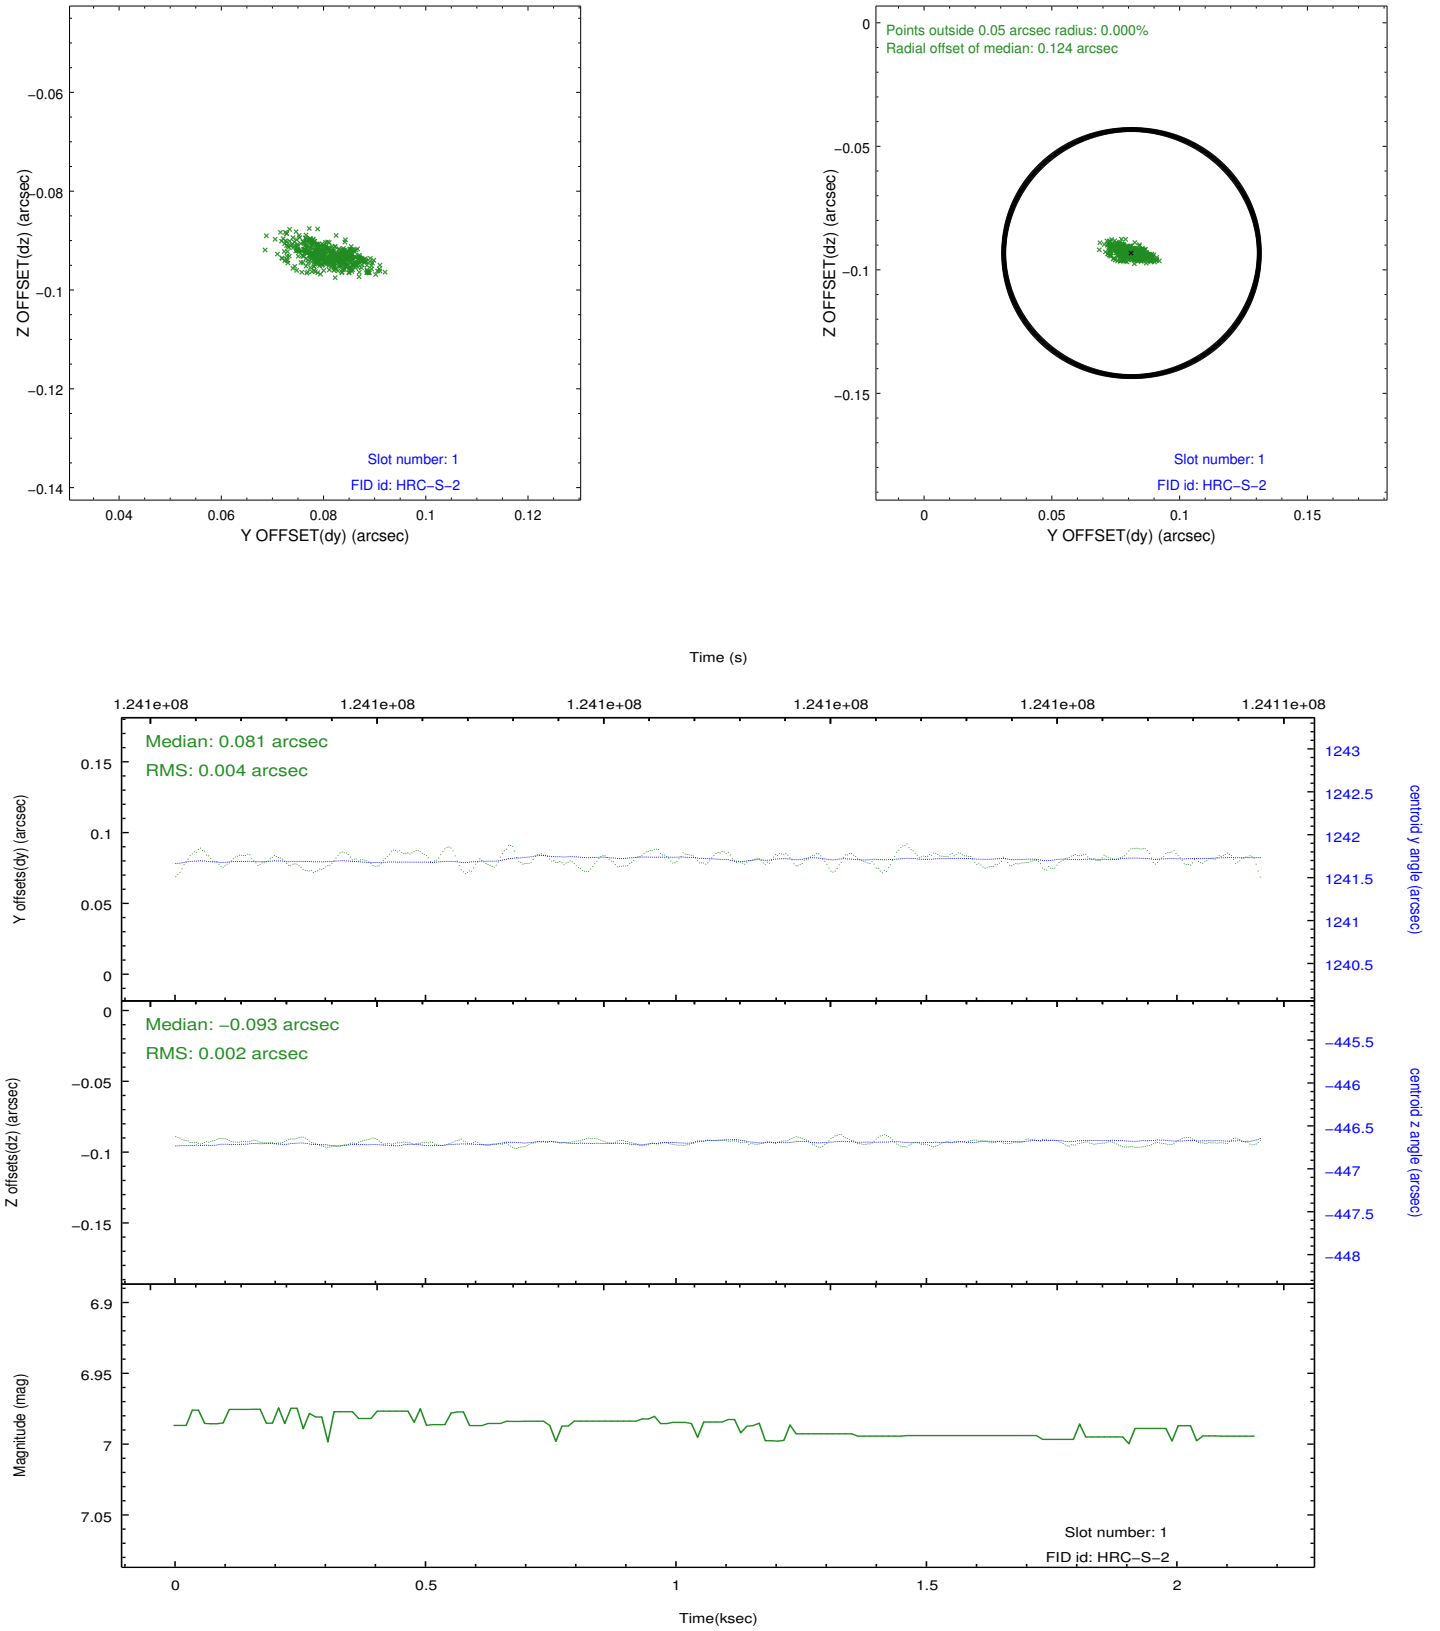 −0.06
−0.08
−0.1
−0.12
−0.14
Z OFFSET(dz) (arcsec)
Slot number: 1
FID id: HRC−S−2
0.04 0.06 0.08 0.1 0.12
Y OFFSET(dy) (arcsec)
Points outside 0.05 arcsec radius: 0.000%
Radial offset of median: 0.124 arcsec
0
−0.05
−0.1
−0.15
Z OFFSET(dz) (arcsec)
Slot number: 1
FID id: HRC−S−2
0 0.05 0.1 0.15
Y OFFSET(dy) (arcsec)
Time (s)
1.241e+08 1.241e+08 1.241e+08 1.241e+08 1.241e+08 1.2411e+08
Median: 0.081 arcsec
RMS: 0.004 arcsec
0.15
0.1
0.05
0
Y offsets(dy) (arcsec)
1243
1242.5
1242
1241.5
1241
1240.5
centroid y angle (arcsec)
Median: −0.093 arcsec
RMS: 0.002 arcsec
0
−0.05
−0.1
−0.15
Z offsets(dz) (arcsec)
−445.5
−446
−446.5
−447
−447.5
−448
centroid z angle (arcsec)
6.9
6.95
7
7.05
Magnitude (mag)
Slot number: 1
FID id: HRC−S−2
0 0.5 1 1.5 2
Time(ksec)